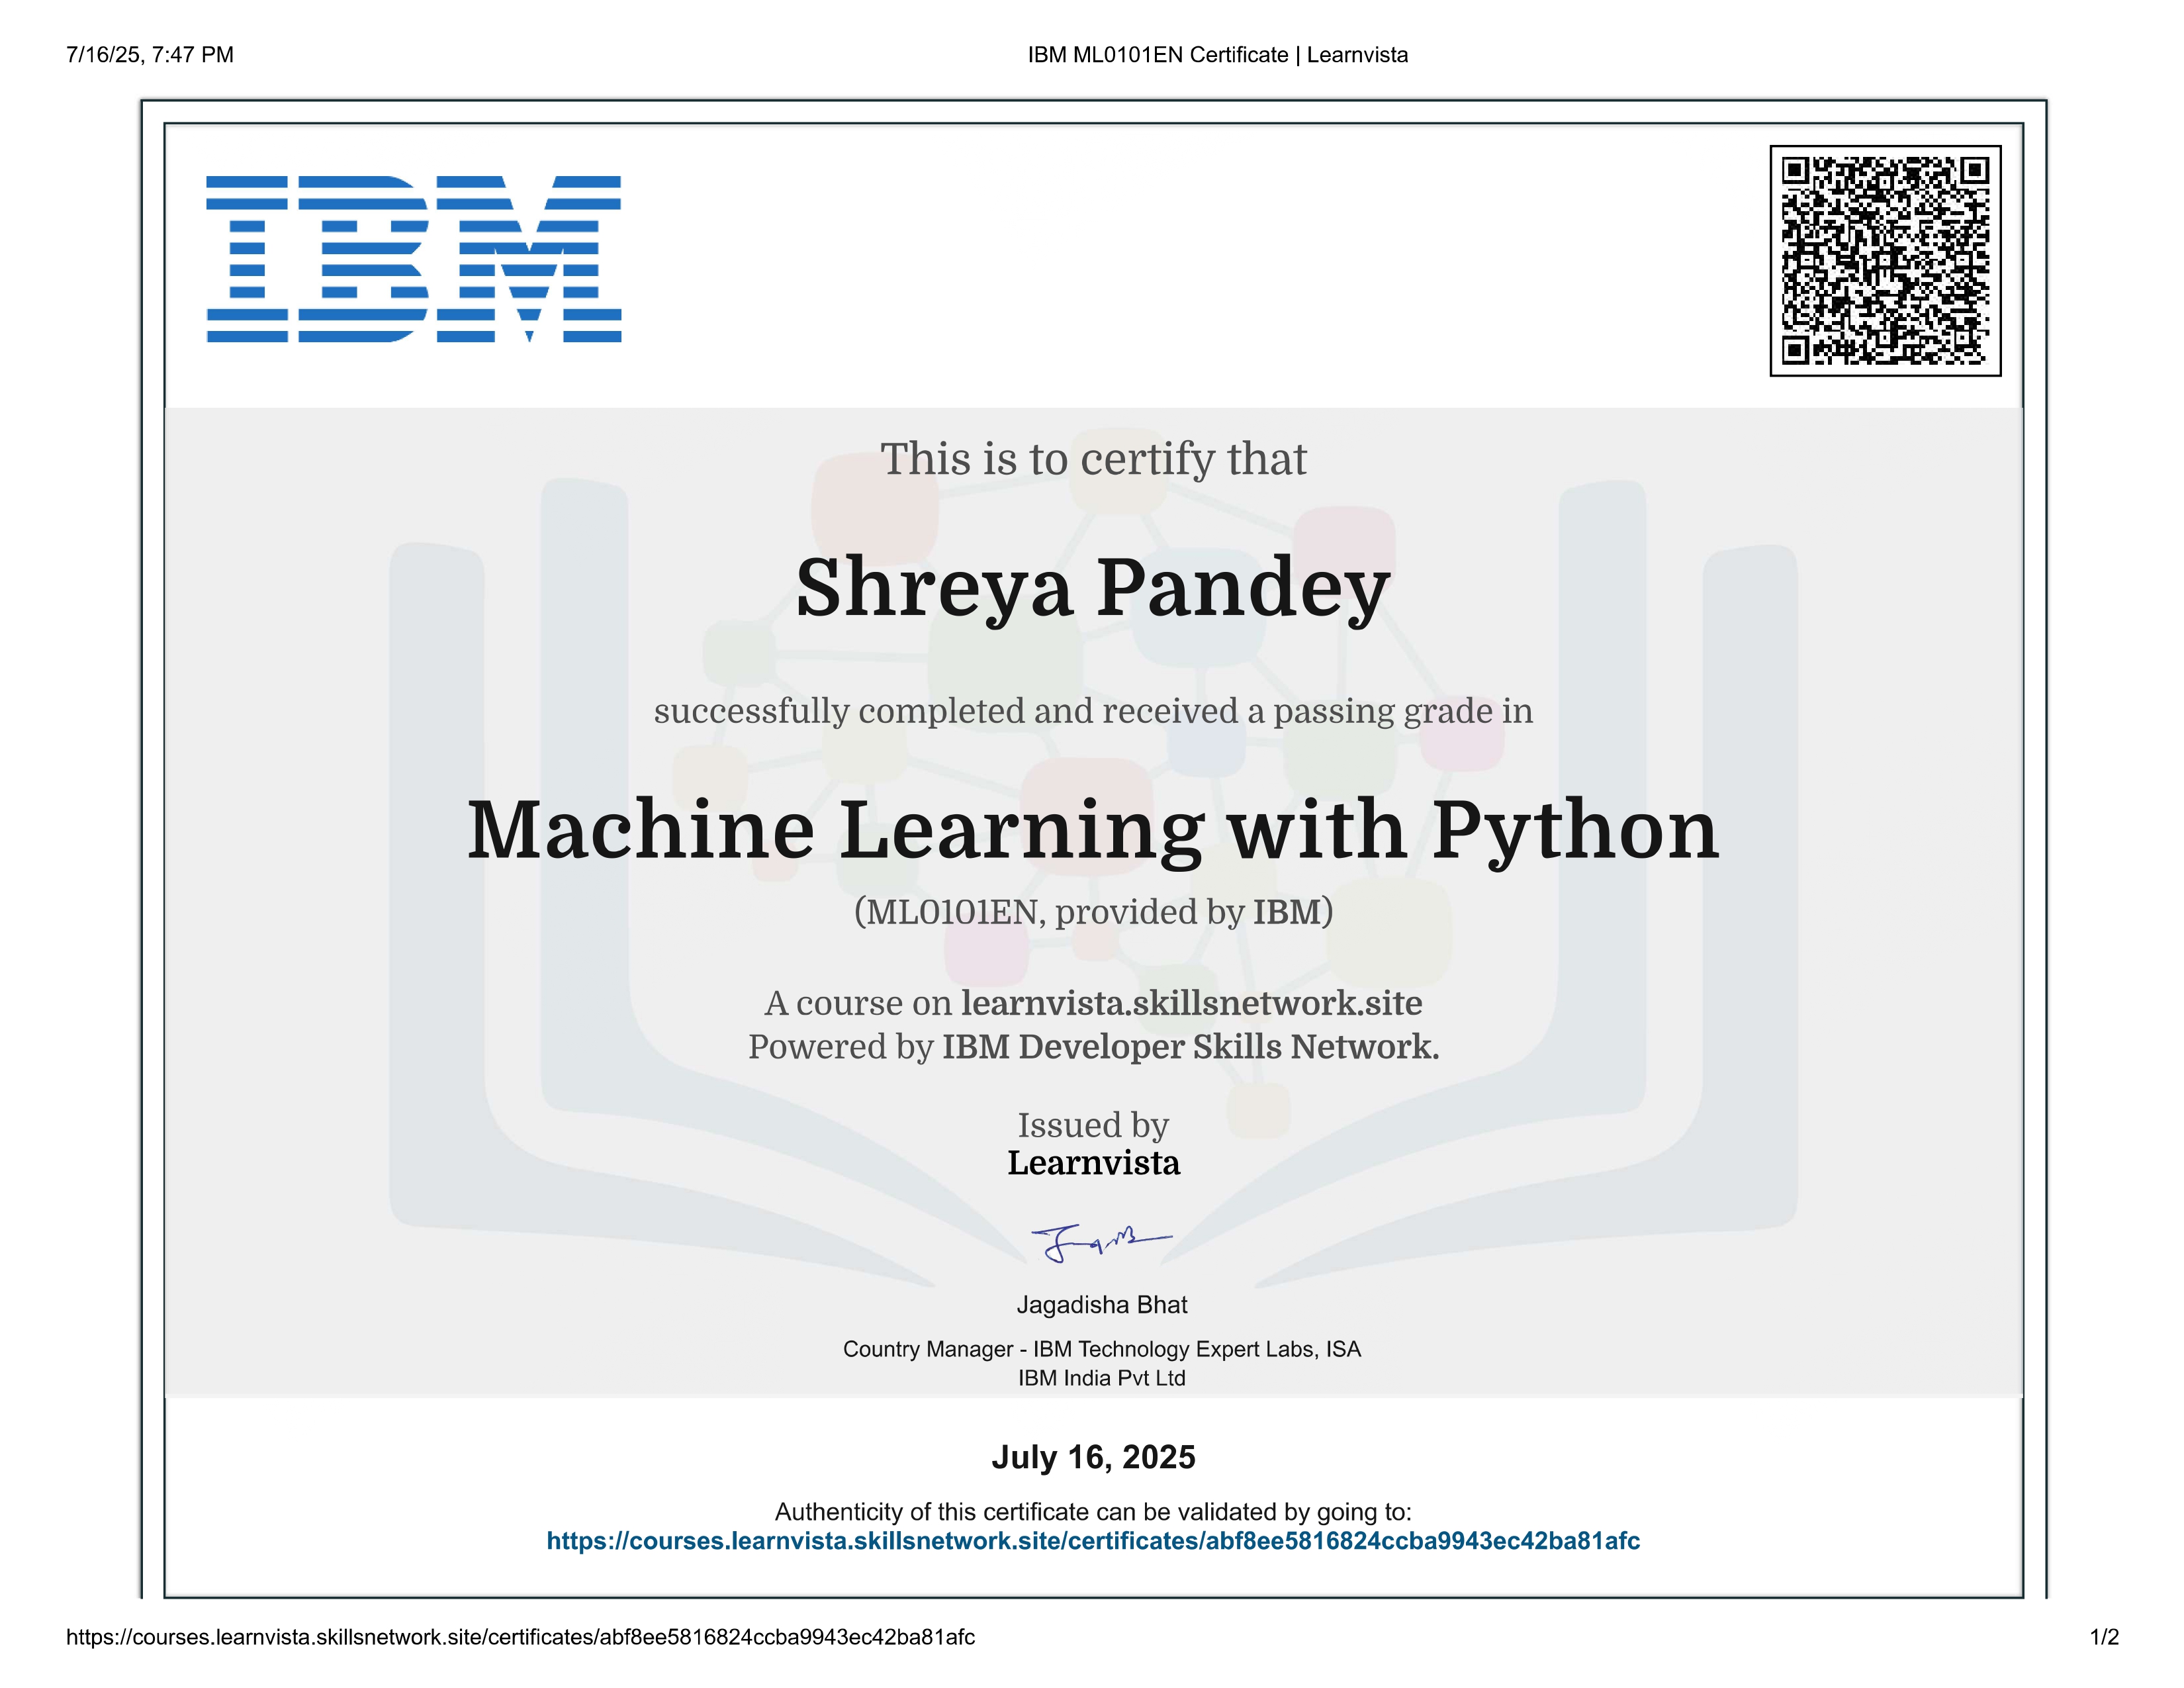 7/16/25, 7:47 PM
IBM ML0101EN Certificate | Learnvista
IBM
This is to certify that
Shreya Pandey
successfully completed and received a passing grade in
Machine Learning with Python
(ML0101EN, provided by IBM)
A course on learnvista.skillsnetwork.site
Powered by IBM Developer Skills Network.
Issued by
Learnvista
Jagadisha Bhat
Country Manager - IBM Technology Expert Labs, ISA
IBM India Pvt Ltd
July 16, 2025
Authenticity of this certificate can be validated by going to:
https://courses.learnvista.skillsnetwork.site/certificates/abf8ee5816824ccba9943ec42ba81afc
https://courses.learnvista.skillsnetwork.site/certificates/abf8ee5816824ccba9943ec42ba81afc
1/2